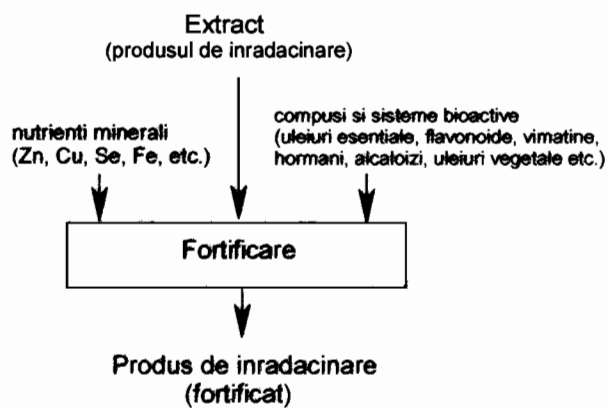 Extract
(produsul de inradacinare)
nutrienti minerali
(Zn, Cu, Se, Fe, etc.)
compusi si sisteme bioactive
(uleiuri esentiale, flavonoide, vimatine,
hormani, alcaloizi, uleiuri vegetale etc.)
Fortificare
Produs de inradacinare
(fortificat)